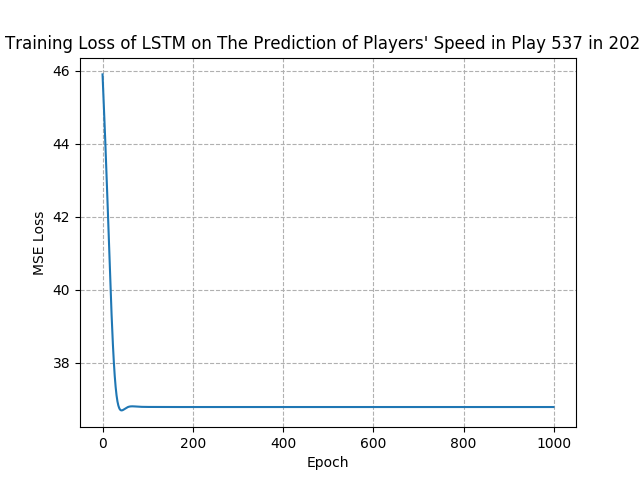 Training Loss of LSTM on The Prediction of Players' Speed in Play 537 in 202
46
44
42
40
38
MSE Loss
0 200 400 600 800 1000
Epoch